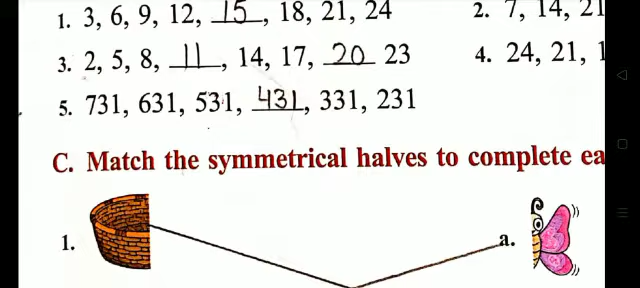 1. 3, 6, 9, 12, 15, 18, 21, 24
2. 7, 14, 21
3. 2, 5, 8, 11, 14, 17, 20 23
4. 24, 21, 1
5. 731, 631, 531, 431, 331, 231
C. Match the symmetrical halves to complete ea
1.
a.